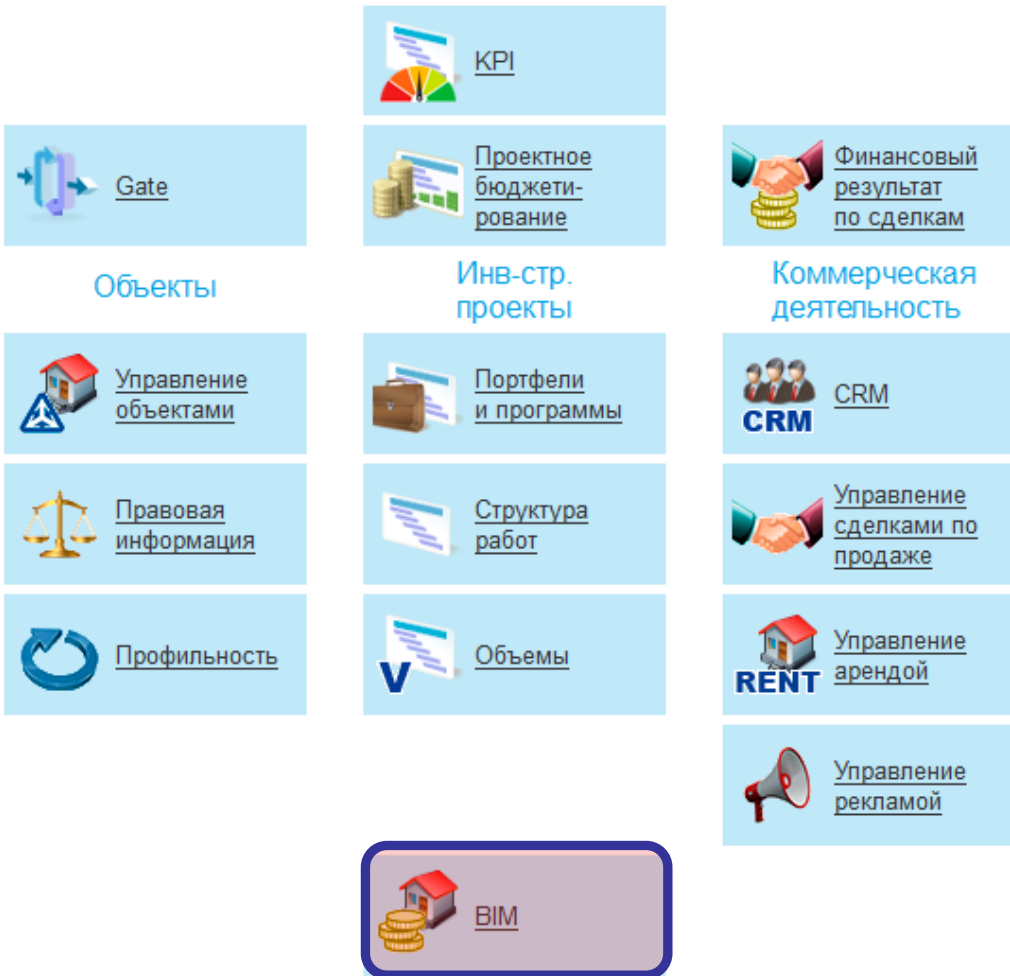 KPI
Gate
Проектное
бюджети-
рование
Финансовый
результат
по сделкам
Объекты
Инв-стр.
проекты
Коммерческая
деятельность
Управление
объектами
Портфели
и программы
CRM
CRM
Правовая
информация
Структура
работ
Управление
сделками по
продаже
Профильность
V
Объемы
RENT
Управление
арендой
Управление
рекламой
BIM